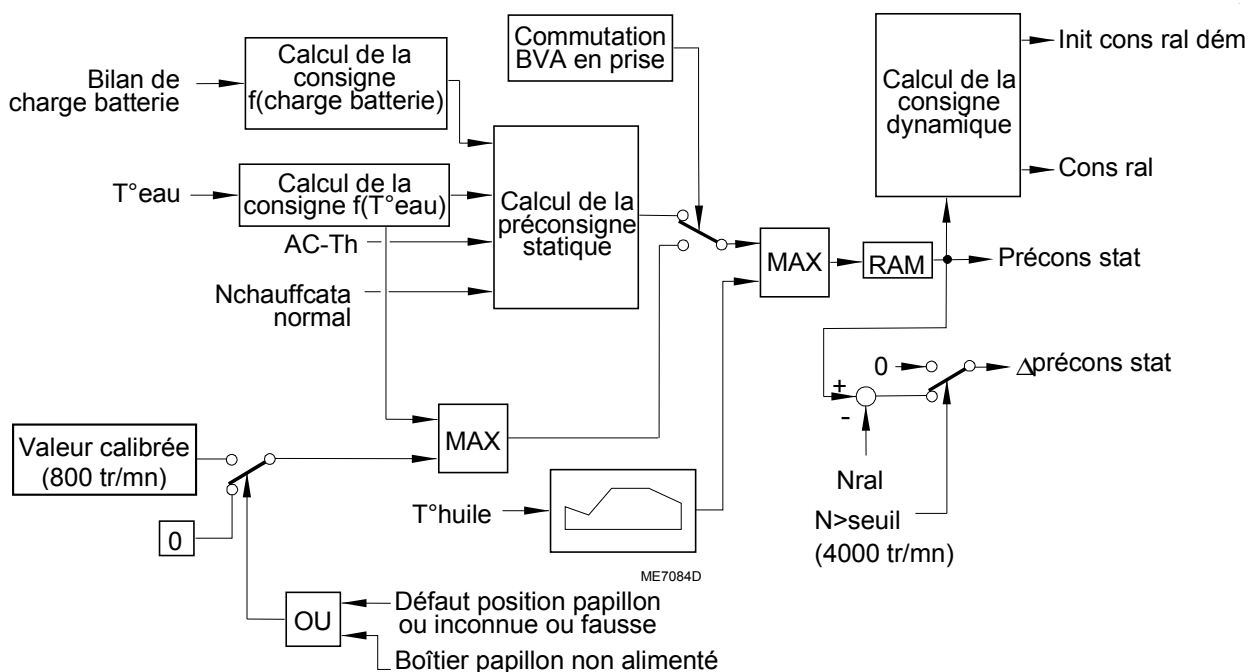 Commutation
BVA en prise
Init cons ral dém
Calcul de la
consigne
f(charge batterie)
Bilan de
charge batterie
Calcul de la
consigne
dynamique
T°eau
Calcul de la
consigne f(T°eau)
Calcul de la
préconsigne
statique
Cons ral
AC-Th
MAX
RAM
Précons stat
Nchauffcata
normal
0
Δprécons stat
+
-
Valeur calibrée
(800 tr/mn)
MAX
Nral
T°huile
N>seuil
(4000 tr/mn)
0
ME7084D
OU
Défaut position papillon
ou inconnue ou fausse
Boîtier papillon non alimenté